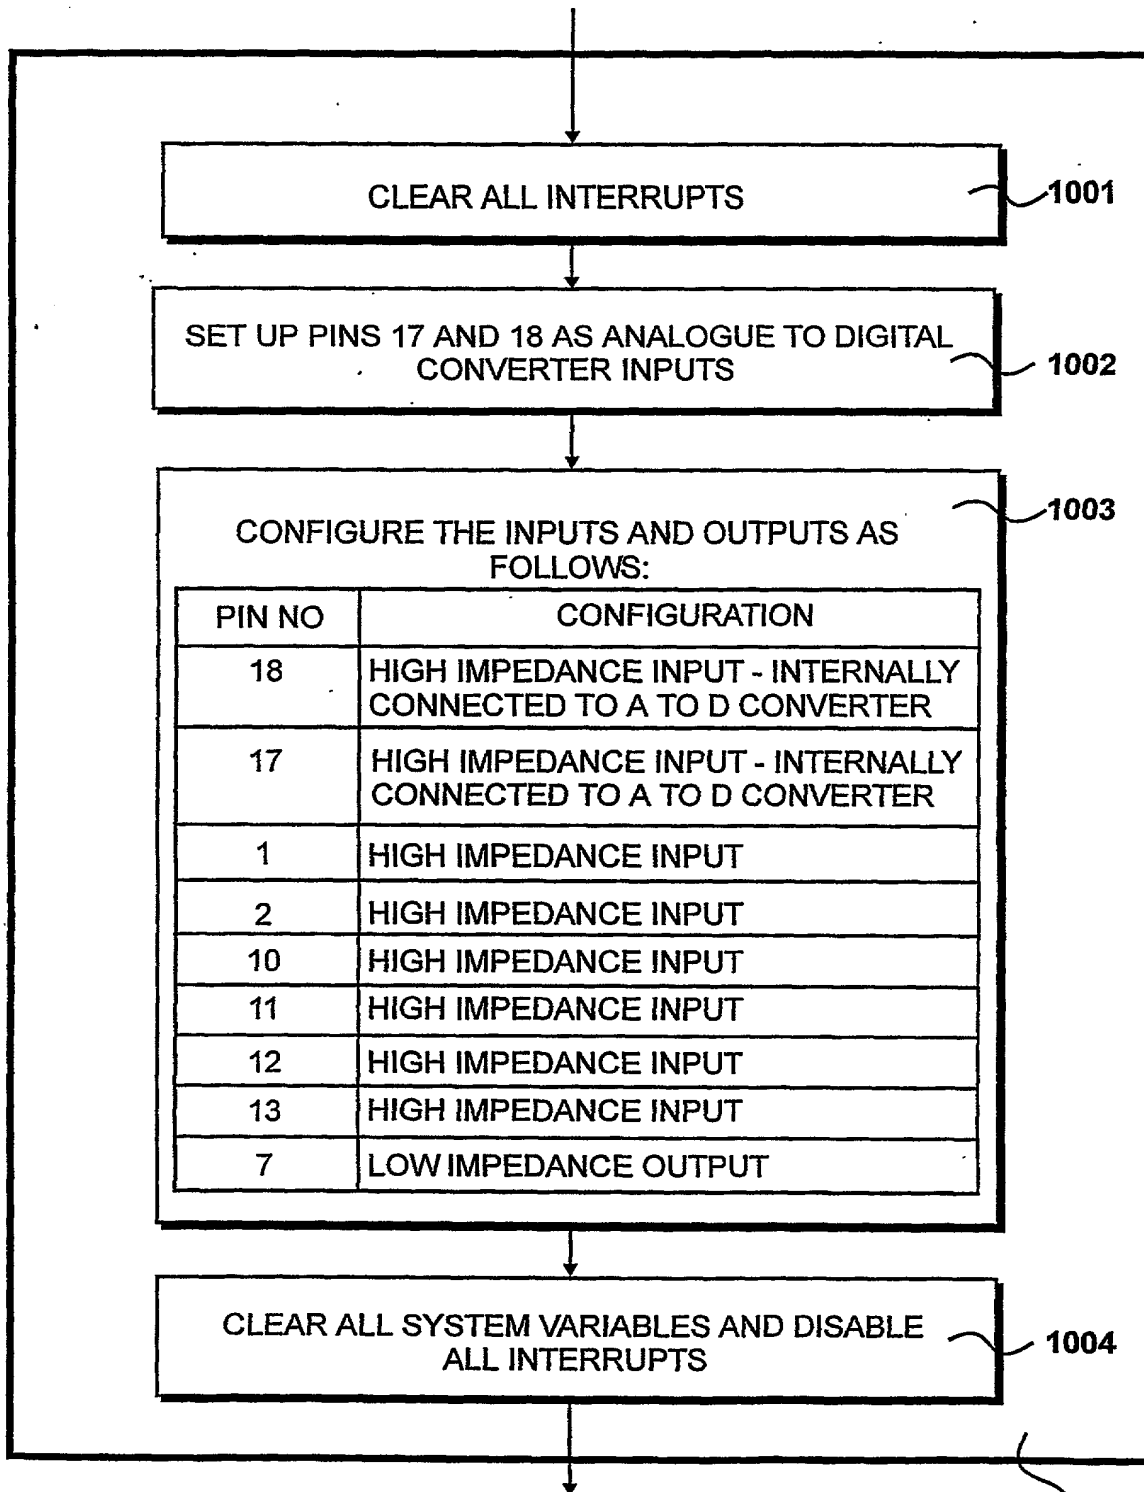 CLEAR ALL INTERRUPTS
1001
SET UP PINS 17 AND 18 AS ANALOGUE TO DIGITAL
CONVERTER INPUTS
1002
1003
CONFIGURE THE INPUTS AND OUTPUTS AS
FOLLOWS:
PIN NO CONFIGURATION
18 HIGH IMPEDANCE INPUT - INTERNALLY
CONNECTED TO A TO D CONVERTER
17 HIGH IMPEDANCE INPUT - INTERNALLY
CONNECTED TO A TO D CONVERTER
1 HIGH IMPEDANCE INPUT
2 HIGH IMPEDANCE INPUT
10 HIGH IMPEDANCE INPUT
11 HIGH IMPEDANCE INPUT
12 HIGH IMPEDANCE INPUT
13 HIGH IMPEDANCE INPUT
7 LOW IMPEDANCE OUTPUT
CLEAR ALL SYSTEM VARIABLES AND DISABLE
ALL INTERRUPTS
1004